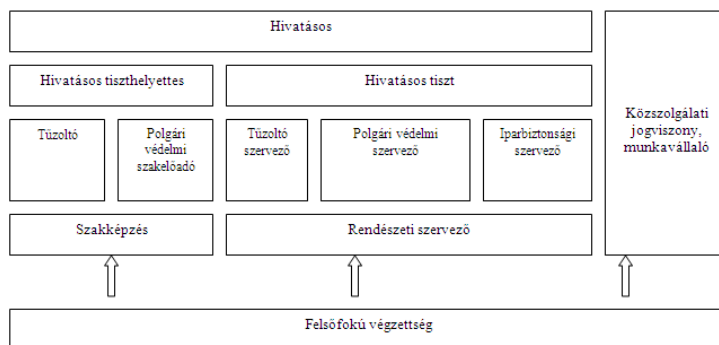 Hivatásos
Hivatásos tiszthelyettes
Hivatásos tiszt
Közszolgálati
jogviszony,
munkavállaló
Tűzoltó
Polgári
védelmi
szakelőadó
Tűzoltó
szervező
Polgári védelmi
szervező
Iparbiztonsági
szervező
Szakképzés
Rendészeti szervező
Felsőfokú végzettség